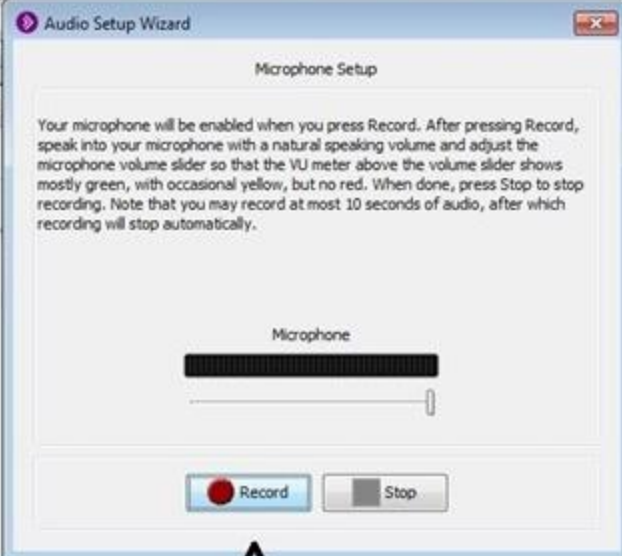 Audio Setup Wizard
Microphone Setup
Your microphone will be enabled when you press Record. After pressing Record,
speak into your microphone with a natural speaking volume and adjust the
microphone volume slider so that the VU meter above the volume slider shows
mostly green, with occasional yellow, but no red. When done, press Stop to stop
recording. Note that you may record at most 10 seconds of audio, after which
recording will stop automatically.
Microphone
Record
Stop